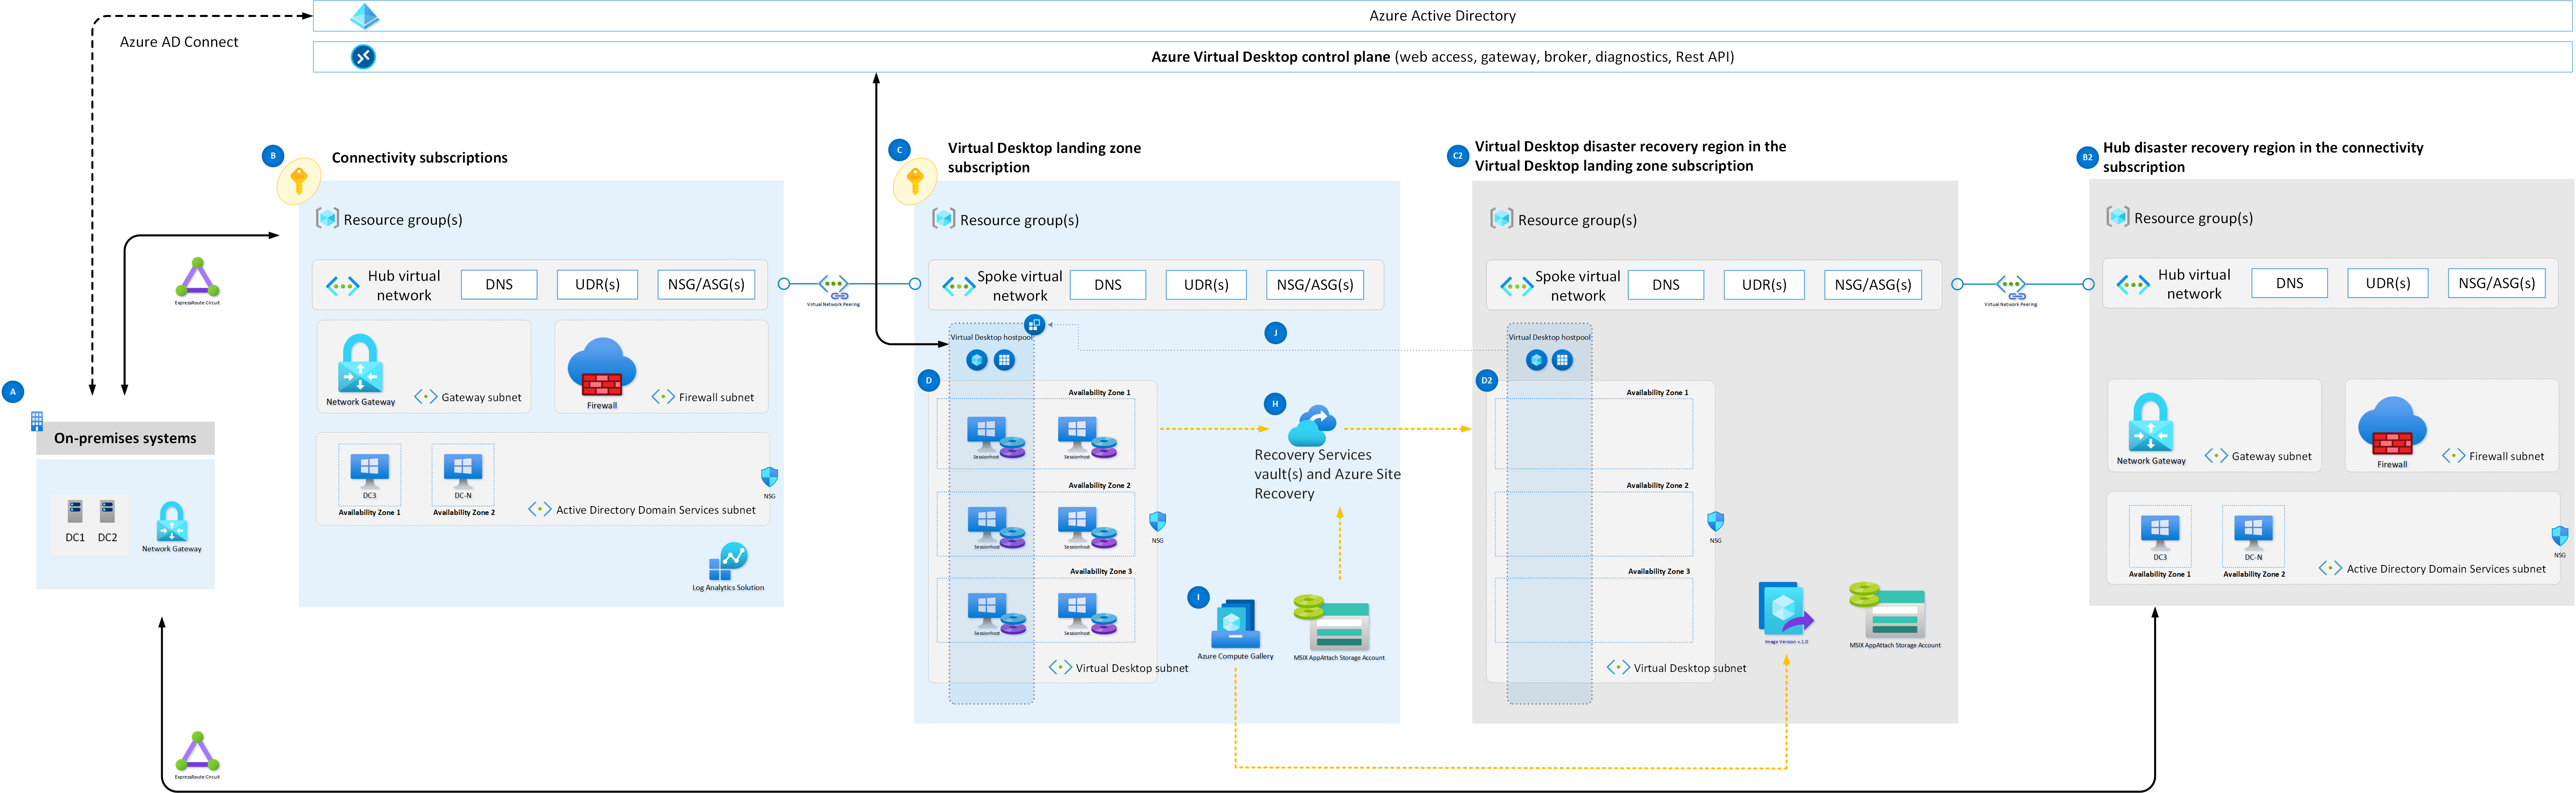 Azure Active Directory
Azure AD Connect
Azure Virtual Desktop control plane (web access, gateway, broker, diagnostics, Rest API)
A
On-premises systems
DC1
DC2
Network Gateway
ExpressRoute Circuit
ExpressRoute Circuit
B
Connectivity subscriptions
Resource group(s)
Hub virtual
network
DNS
UDR(s)
NSG/ASG(s)
Network Gateway
Gateway subnet
Firewall
Firewall subnet
DC3
Availability Zone 1
DC-N
Availability Zone 2
Active Directory Domain Services subnet
NSG
Log Analytics Solution
Virtual Network Peering
C
Virtual Desktop landing zone
subscription
Resource group(s)
Spoke virtual
network
DNS
UDR(s)
NSG/ASG(s)
Virtual Desktop hostpool
D
Availability Zone 1
Sessionhost
Sessionhost
Availability Zone 2
Sessionhost
Sessionhost
Availability Zone 3
Sessionhost
Sessionhost
Virtual Desktop subnet
NSG
J
H
Recovery Services
vault(s) and Azure Site
Recovery
I
Azure Compute Gallery
MSIX AppAttach Storage Account
C2
Virtual Desktop disaster recovery region in the
Virtual Desktop landing zone subscription
Resource group(s)
Spoke virtual
network
DNS
UDR(s)
NSG/ASG(s)
Virtual Desktop hostpool
D2
Availability Zone 1
Availability Zone 2
Availability Zone 3
Virtual Desktop subnet
NSG
Image Version v.1.0
MSIX AppAttach Storage Account
Virtual Network Peering
B2
Hub disaster recovery region in the connectivity
subscription
Resource group(s)
Hub virtual
network
DNS
UDR(s)
NSG/ASG(s)
Network Gateway
Gateway subnet
Firewall
Firewall subnet
DC3
Availability Zone 1
DC-N
Availability Zone 2
Active Directory Domain Services subnet
NSG